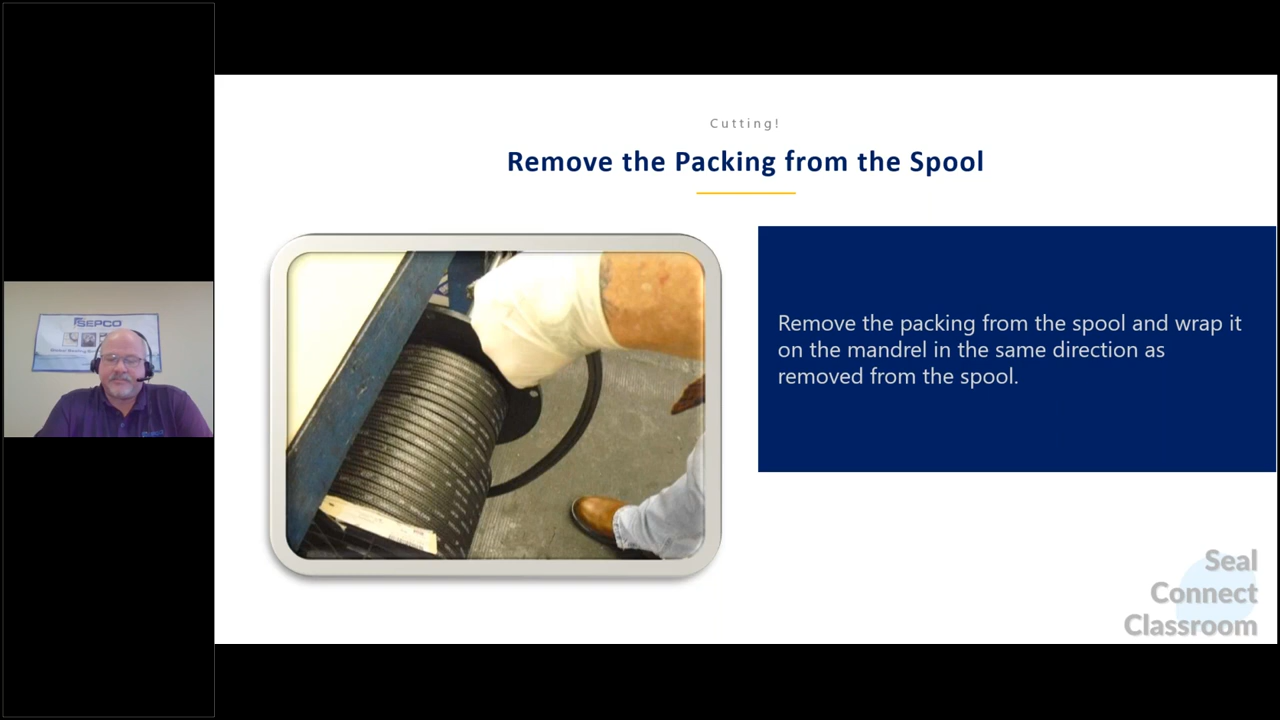 Cutting!
Remove the Packing from the Spool
SEPCO
Remove the packing from the spool and wrap it
on the mandrel in the same direction as
removed from the spool.
Seal
Connect
Classroom